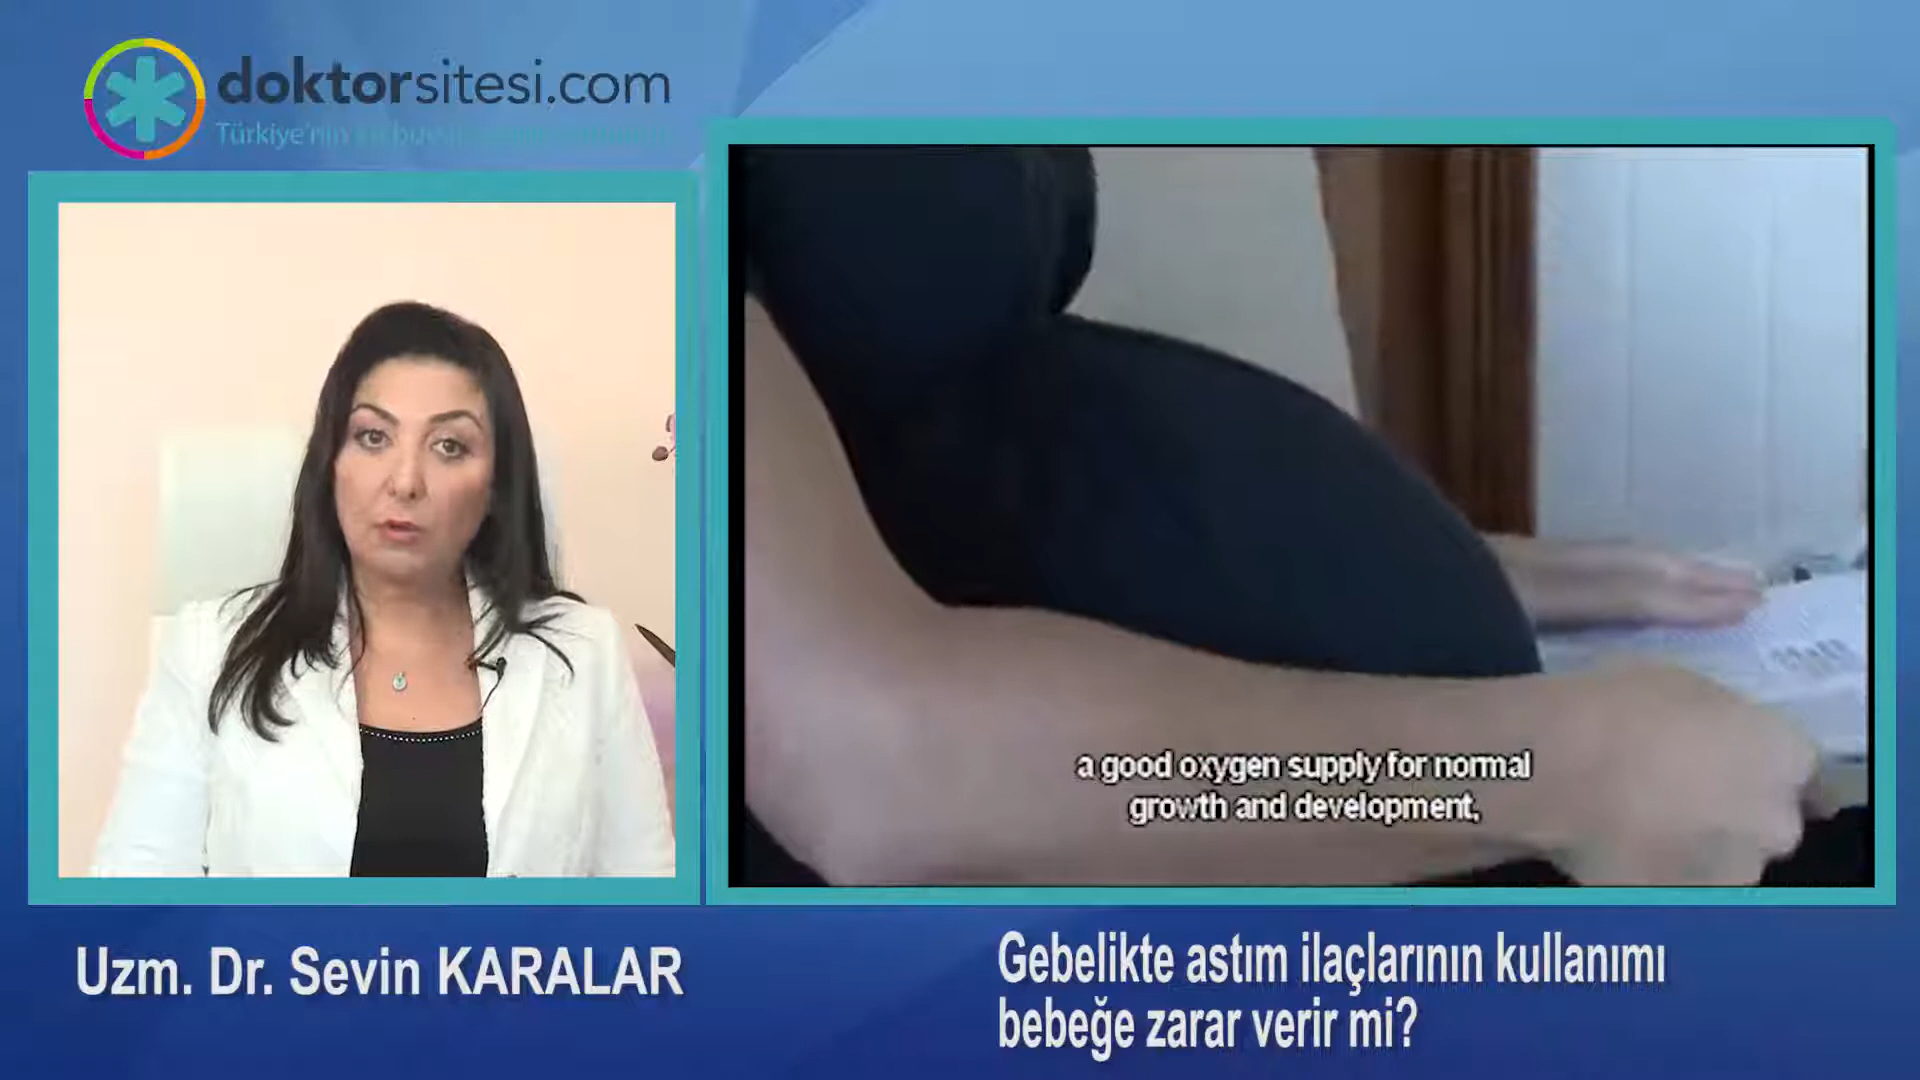 doktorsitesi.com
Türkiye'nin
a good oxygen supply for normal
growth and development,
Uzm. Dr. Sevin KARALAR
Gebelikte astım ilaçlarının kullanımı
bebeğe zarar verir mi?